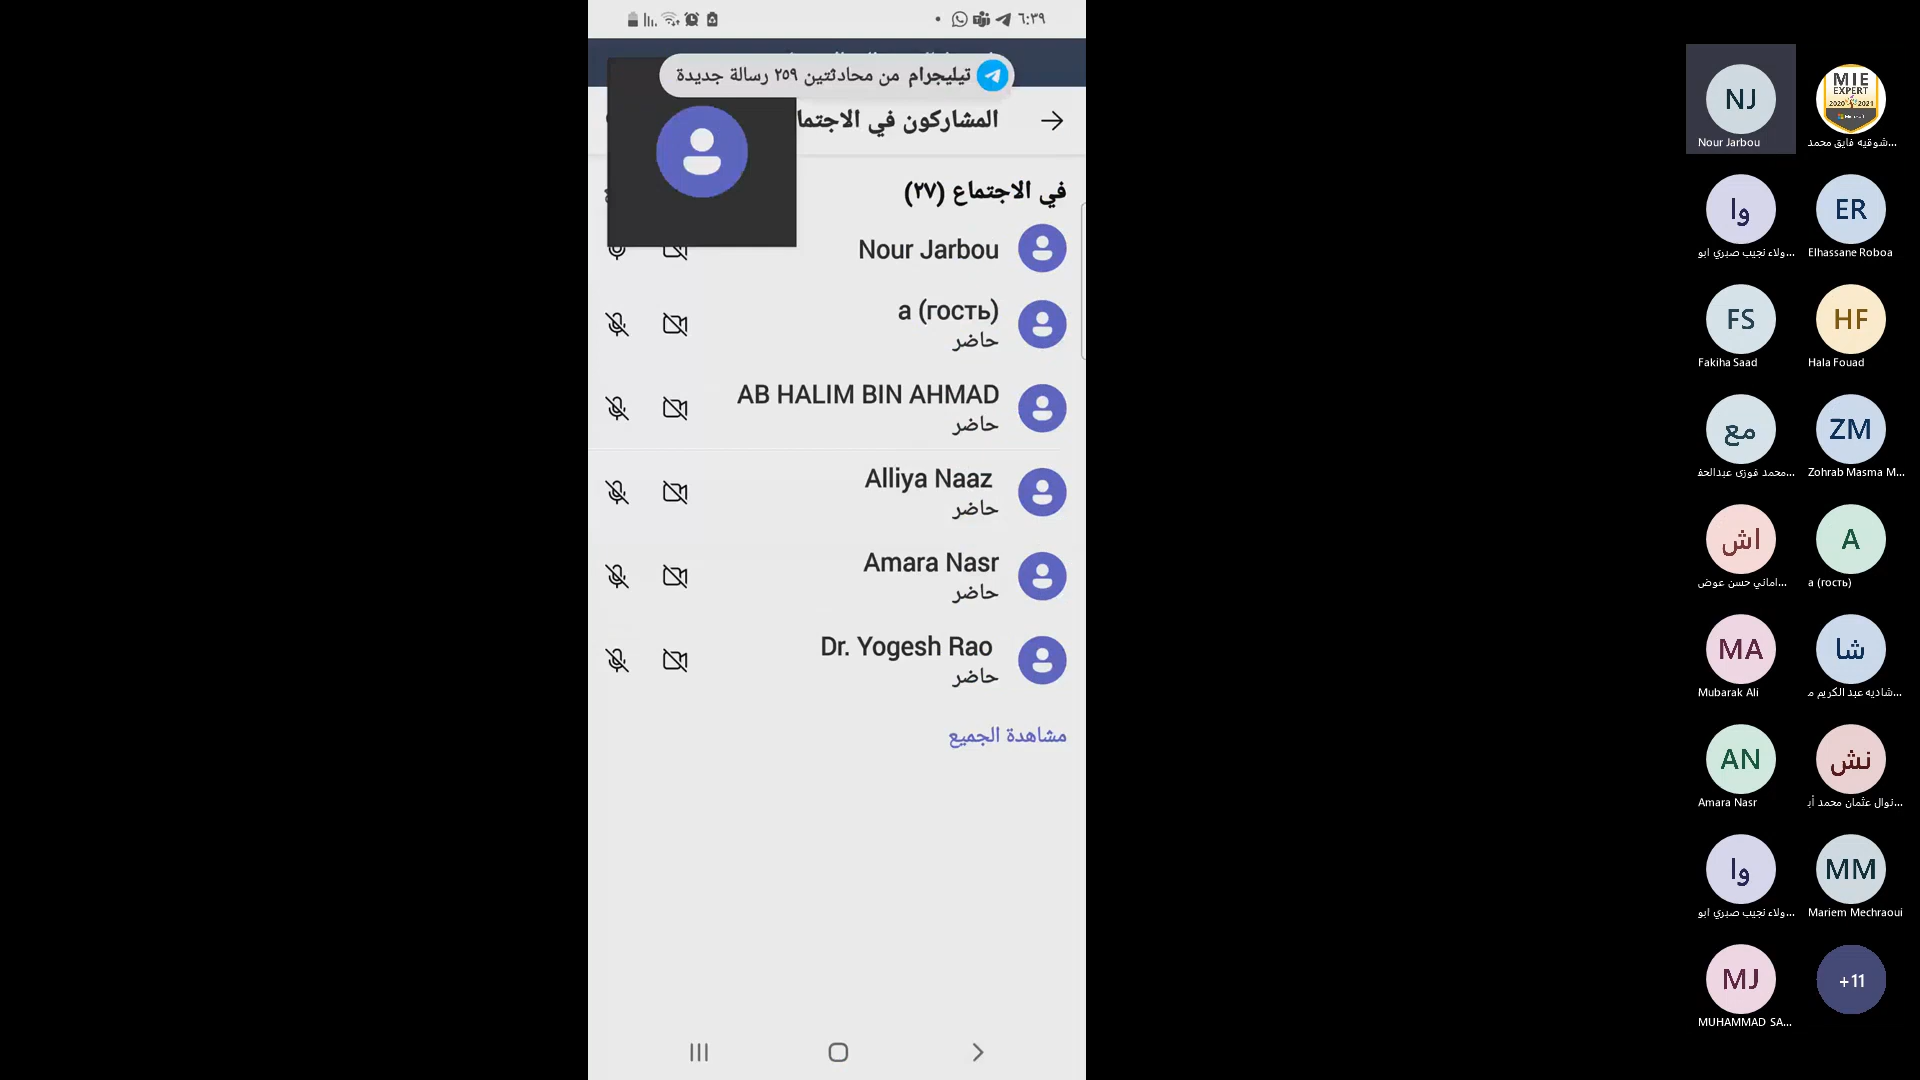 ٦:٣٩
تيليجرام من محادثتين ٢٥٩ رسالة جديدة
المشاركون في الاجتما
في الاجتماع (٢٧)
Nour Jarbou
a (гость)
حاضر
AB HALIM BIN AHMAD
حاضر
Alliya Naaz
حاضر
Amara Nasr
حاضر
Dr. Yogesh Rao
حاضر
مشاهدة الجميع
NJ
Nour Jarbou
MIE
EXPERT
2020 2021
Microsoft
شوقيه فايق محمد...
وا
ولاء نجيب صبري ابو...
ER
Elhassane Roboa
FS
Fakiha Saad
HF
Hala Fouad
مع
محمد فوزى عبدالحف...
ZM
Zohrab Masma M...
اش
اماني حسن عوض...
A
a (гость)
MA
Mubarak Ali
شا
شاديه عبد الكريم م...
AN
Amara Nasr
نش
نوال عثمان محمد أب...
وا
ولاء نجيب صبري ابو...
MM
Mariem Mechraoui
MJ
MUHAMMAD SA...
+11